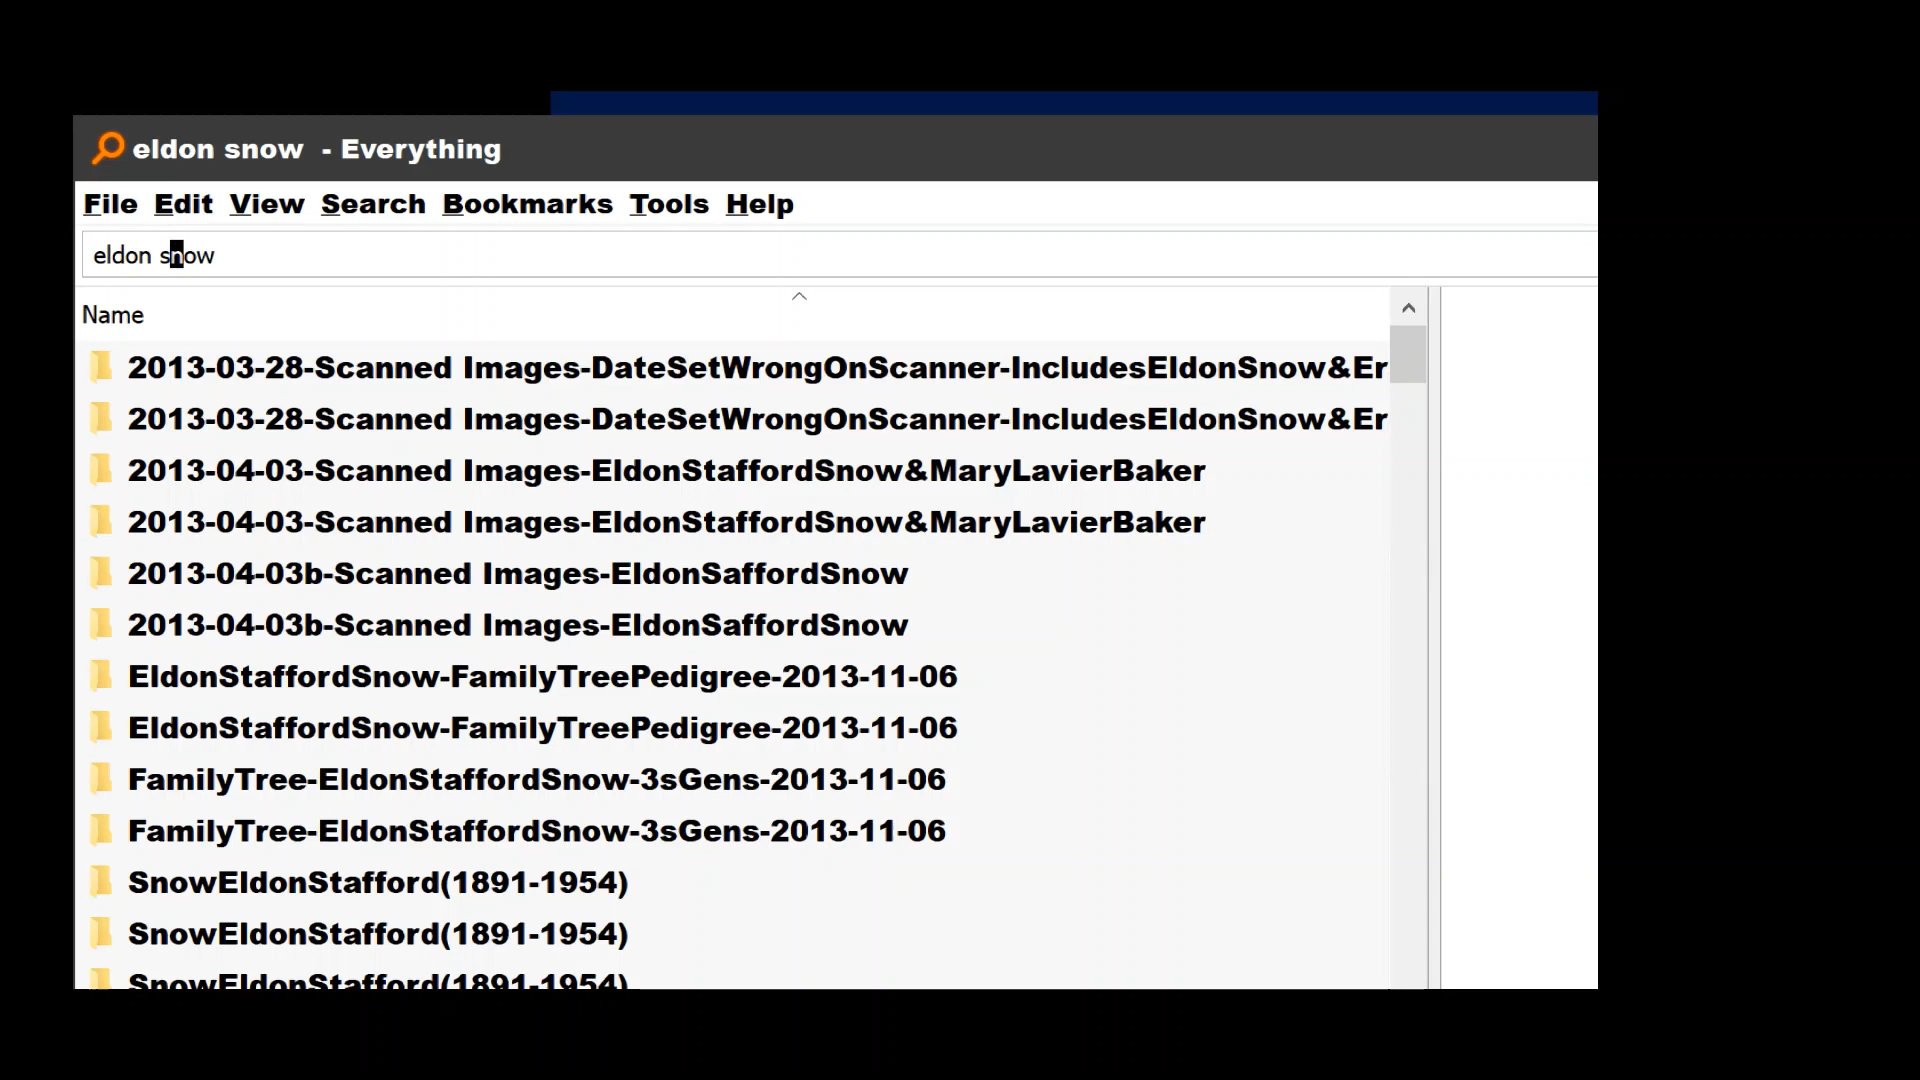 eldon snow  - Everything
File Edit View Search Bookmarks Tools Help
eldon snow
Name
2013-03-28-Scanned Images-DateSetWrongOnScanner-IncludesEldonSnow&Er
2013-03-28-Scanned Images-DateSetWrongOnScanner-IncludesEldonSnow&Er
2013-04-03-Scanned Images-EldonStaffordSnow&MaryLavierBaker
2013-04-03-Scanned Images-EldonStaffordSnow&MaryLavierBaker
2013-04-03b-Scanned Images-EldonSaffordSnow
2013-04-03b-Scanned Images-EldonSaffordSnow
EldonStaffordSnow-FamilyTreePedigree-2013-11-06
EldonStaffordSnow-FamilyTreePedigree-2013-11-06
FamilyTree-EldonStaffordSnow-3sGens-2013-11-06
FamilyTree-EldonStaffordSnow-3sGens-2013-11-06
SnowEldonStafford(1891-1954)
SnowEldonStafford(1891-1954)
SnowEldonStafford(1891-1954)